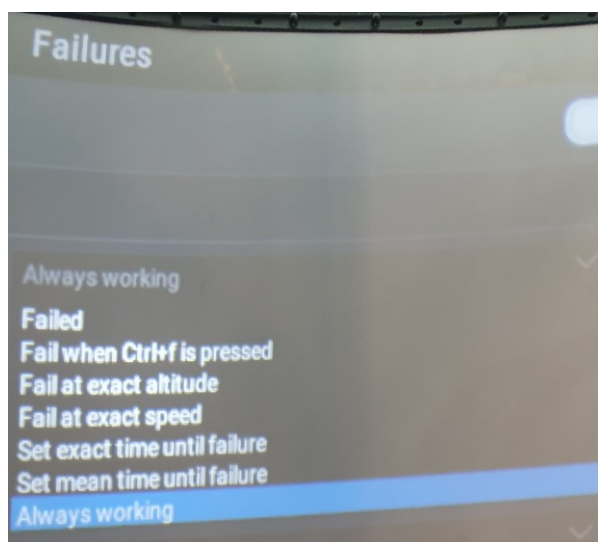 Failures
Always working
Failed
Fail when Ctrl+f is pressed
Fail at exact altitude
Fail at exact speed
Set exact time until failure
Set mean time until failure
Always working